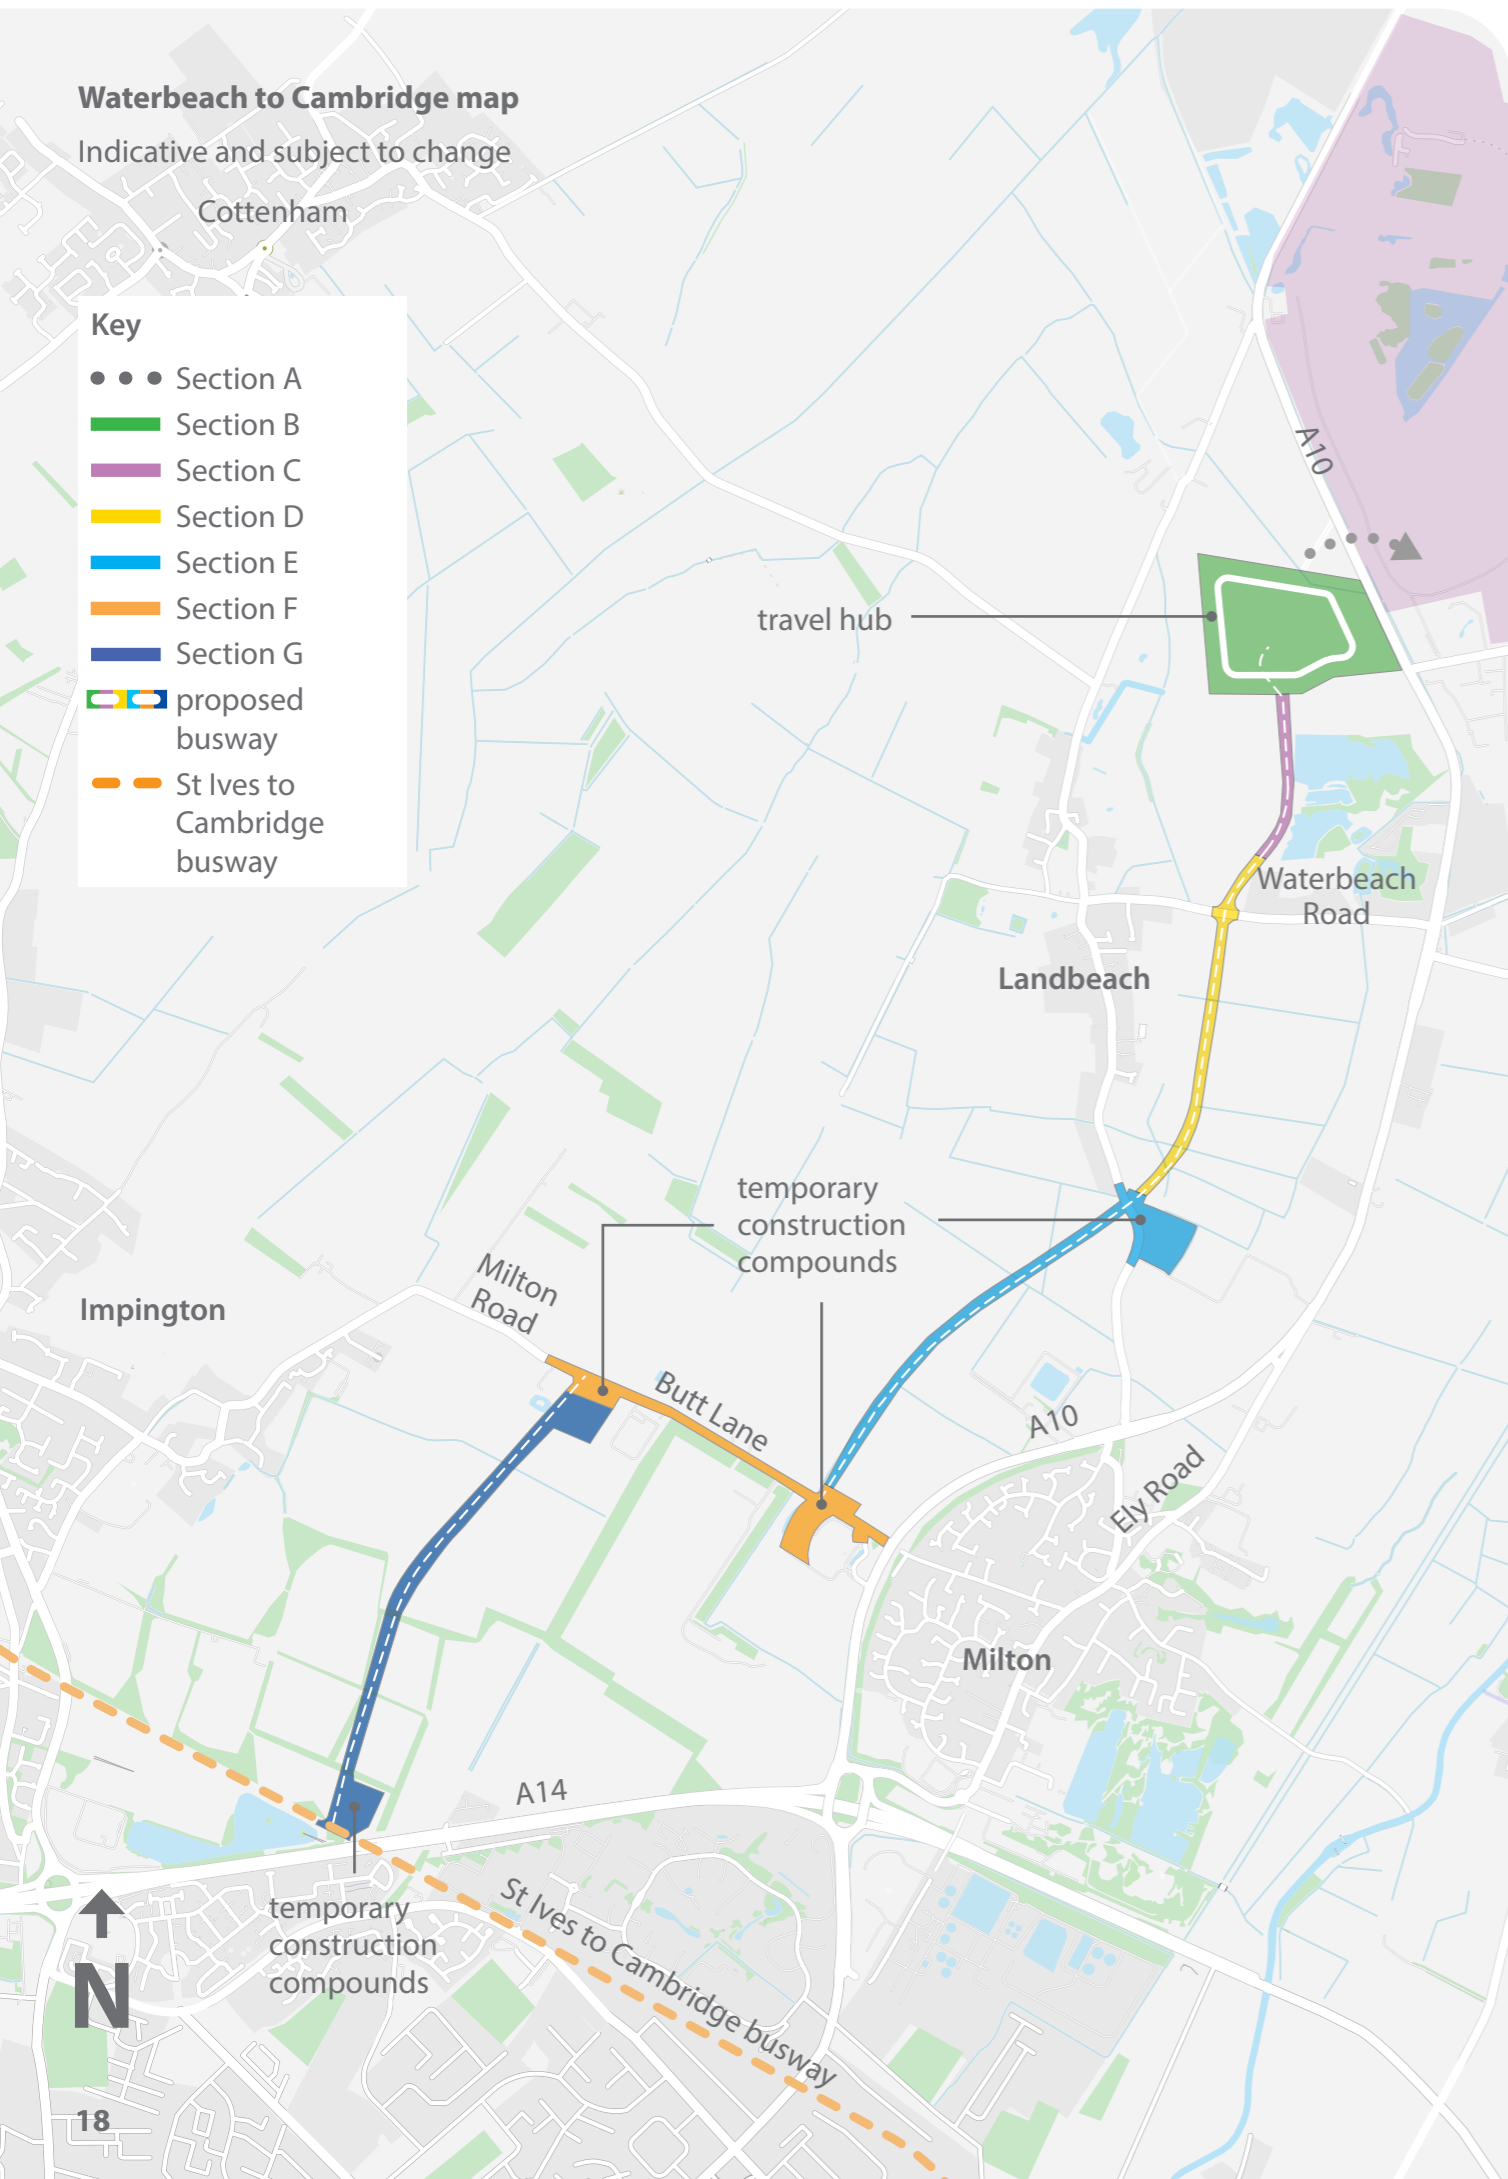 Waterbeach to Cambridge map
Indicative and subject to change
Cottenham
Key
Section A
Section B
Section C
Section D
Section E
Section F
Section G
proposed
busway
St Ives to
Cambridge
busway
A10
travel hub
Waterbeach
Road
Landbeach
temporary
construction
compounds
Milton
Road
Impington
Butt Lane
A10
Ely Road
Milton
A14
St Ives to Cambridge busway
temporary
construction
compounds
N
18